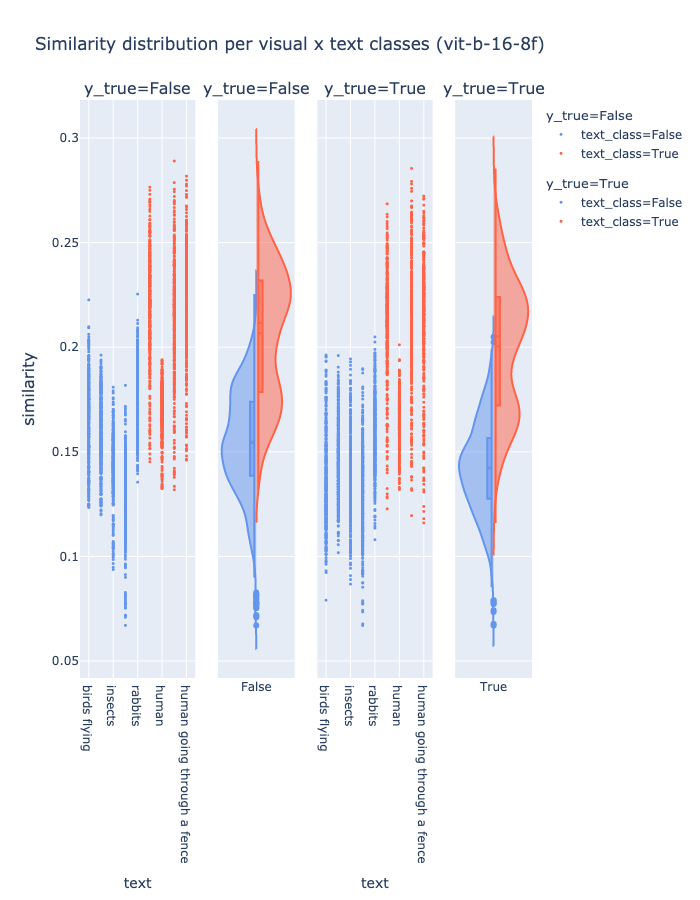 Similarity distribution per visual x text classes (vit-b-16-8f)
y_true=False
y_true=False
y_true=True
y_true=True
y_true=False
text_class=False
text_class=True
y_true=True
text_class=False
text_class=True
similarity
0.3
0.25
0.2
0.15
0.1
0.05
birds flying
insects
rabbits
human
human going through a fence
False
birds flying
insects
rabbits
human
human going through a fence
True
text
text